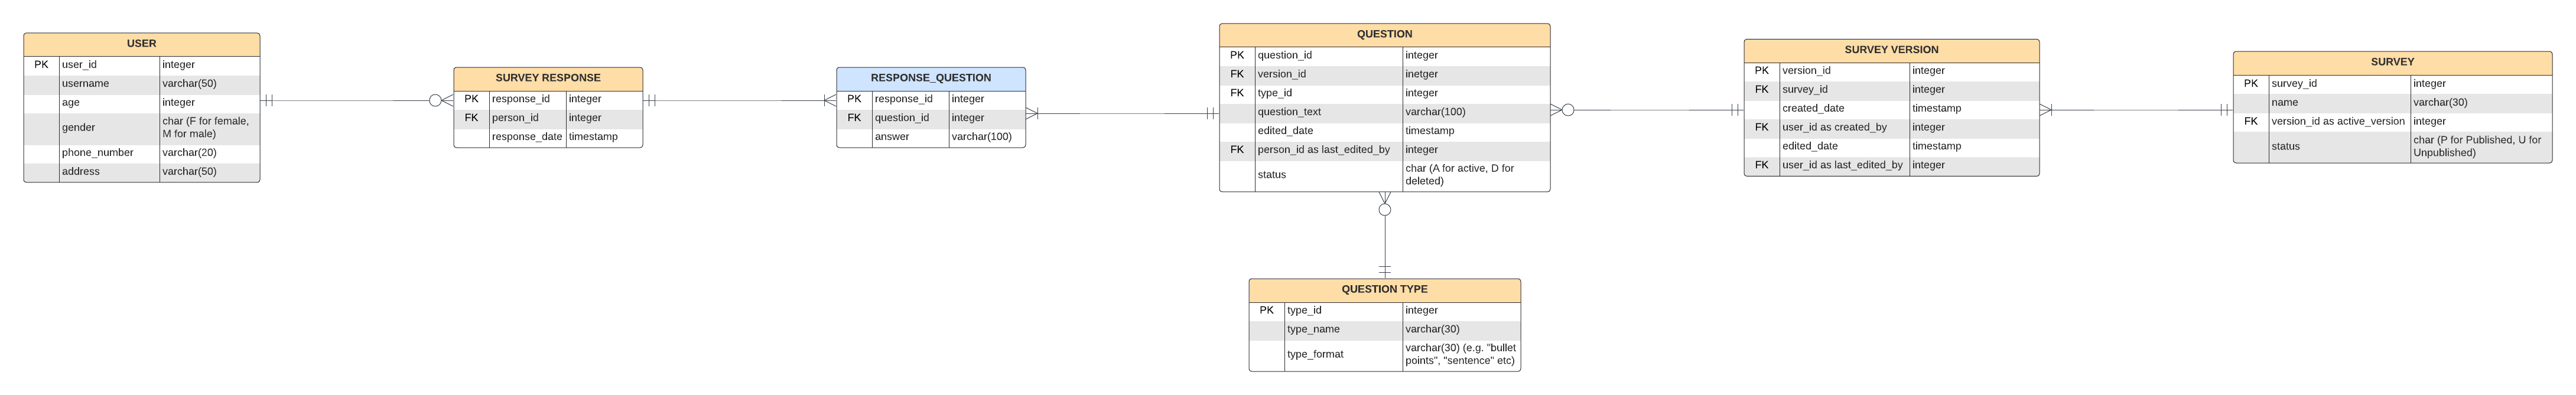 USER
PK user_id integer
username varchar(50)
age integer
gender char (F for female,
M for male)
phone_number varchar(20)
address varchar(50)
SURVEY RESPONSE
PK response_id integer
FK person_id integer
response_date timestamp
RESPONSE_QUESTION
PK response_id integer
FK question_id integer
answer varchar(100)
QUESTION
PK question_id integer
FK version_id inetger
FK type_id integer
question_text varchar(100)
edited_date timestamp
FK person_id as last_edited_by integer
status char (A for active, D for
deleted)
QUESTION TYPE
PK type_id integer
type_name varchar(30)
type_format varchar(30) (e.g. "bullet
points", "sentence" etc)
SURVEY VERSION
PK version_id integer
FK survey_id integer
created_date timestamp
FK user_id as created_by integer
edited_date timestamp
FK user_id as last_edited_by integer
SURVEY
PK survey_id integer
name varchar(30)
FK version_id as active_version integer
status char (P for Published, U for
Unpublished)